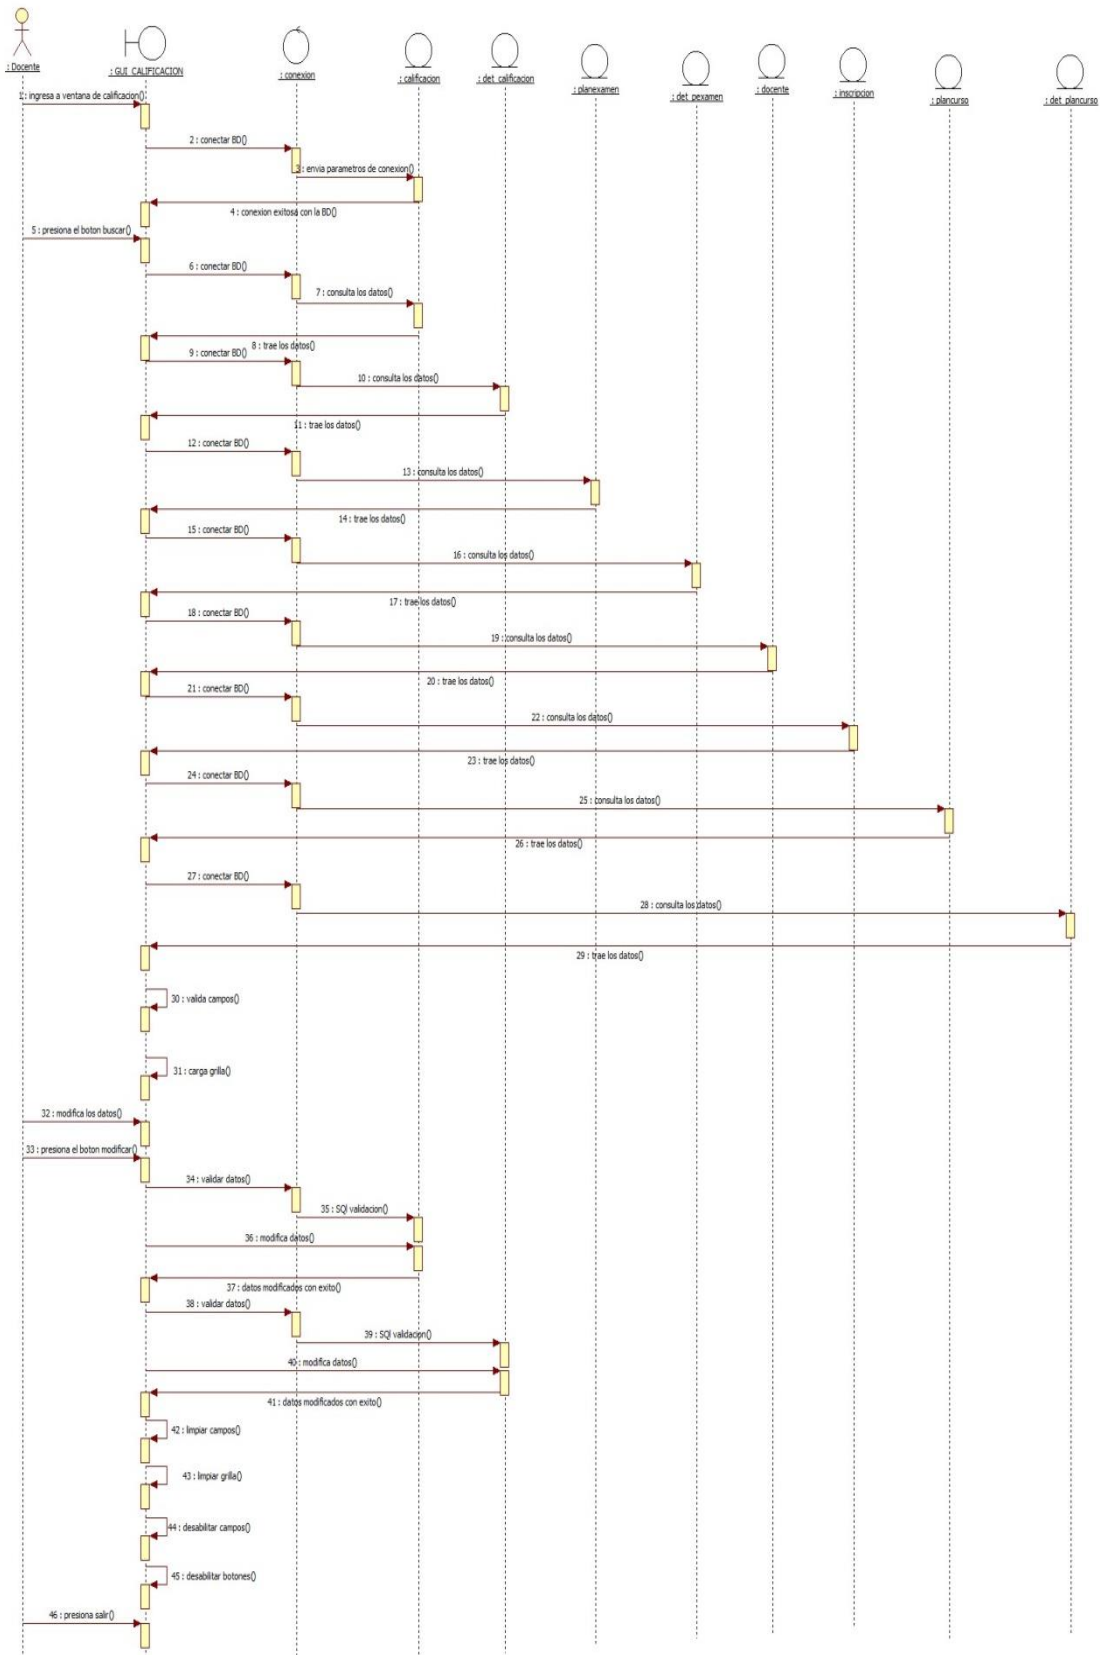 : Docente
: GUI_CALIFICACION
: conexion
: calificacion
: det_calificacion
: planexamen
: det_pexamen
: docente
: inscripcion
: plancurso
: det_plancurso
1 : ingresa a ventana de calificacion()
2 : conectar BD()
3 : envia parametros de conexion()
4 : conexion exitosa con la BD()
5 : presiona el boton buscar()
6 : conectar BD()
7 : consulta los datos()
8 : trae los datos()
9 : conectar BD()
10 : consulta los datos()
11 : trae los datos()
12 : conectar BD()
13 : consulta los datos()
14 : trae los datos()
15 : conectar BD()
16 : consulta los datos()
17 : trae los datos()
18 : conectar BD()
19 : consulta los datos()
20 : trae los datos()
21 : conectar BD()
22 : consulta los datos()
23 : trae los datos()
24 : conectar BD()
25 : consulta los datos()
26 : trae los datos()
27 : conectar BD()
28 : consulta los datos()
29 : trae los datos()
30 : valida campos()
31 : carga grilla()
32 : modifica los datos()
33 : presiona el boton modificar()
34 : validar datos()
35 : SQl validacion()
36 : modifica datos()
37 : datos modificados con exito()
38 : validar datos()
39 : SQl validacion()
40 : modifica datos()
41 : datos modificados con exito()
42 : limpiar campos()
43 : limpiar grilla()
44 : desabilitar campos()
45 : desabilitar botones()
46 : presiona salir()